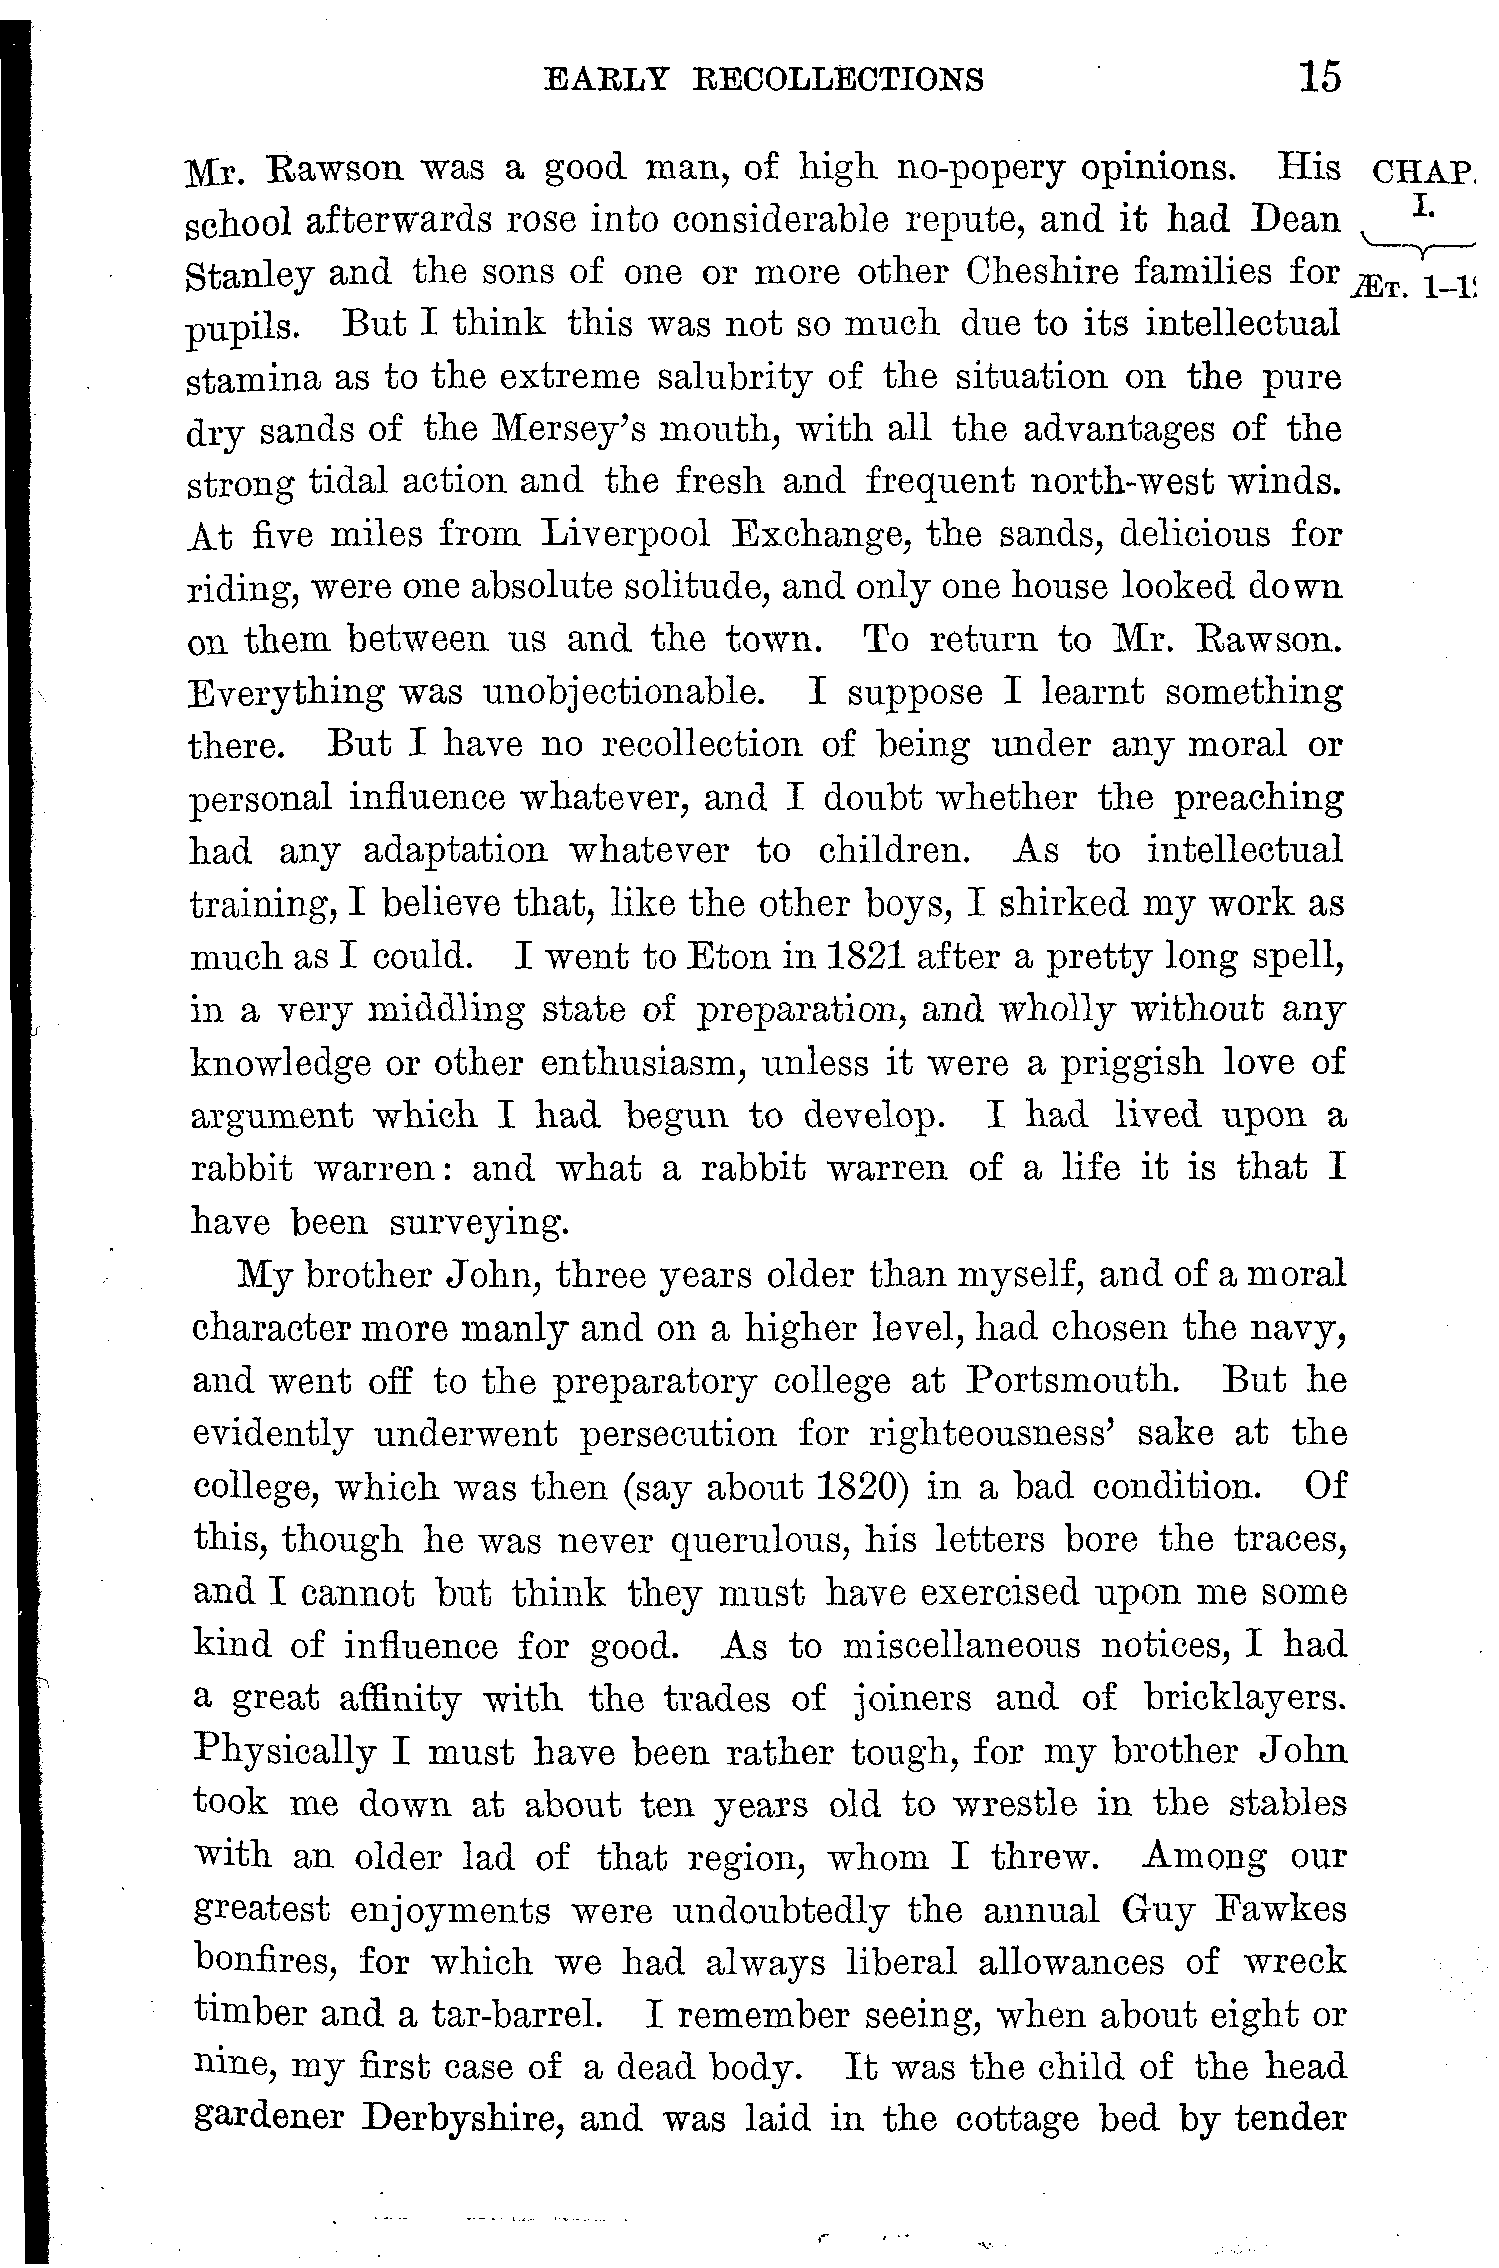 EARLY RECOLLECTIONS 15
Mr. Rawson was a good man, of high no-popery opinions. His
school afterwards rose into considerable repute, and it had Dean
Stanley and the sons of one or more other Cheshire families for
pupils. But I think this was not so much due to its intellectual
stamina as to the extreme salubrity of the situation on the pure
dry sands of the Mersey's mouth, with all the advantages of the
strong tidal action and the fresh and frequent north-west winds.
At five miles from Liverpool Exchange, the sands, delicious for
riding, were one absolute solitude, and only one house looked down
on them between us and the town. To return to Mr. Rawson.
Everything was unobjectionable. I suppose I learnt something
there. But I have no recollection of being under any moral or
personal influence whatever, and I doubt whether the preaching
had any adaptation whatever to children. As to intellectual
training, I believe that, like the other boys, I shirked my work as
much as I could. I went to Eton in 1821 after a pretty long spell,
in a very middling state of preparation, and wholly without any
knowledge or other enthusiasm, unless it were a priggish love of
argument which I had begun to develop. I had lived upon a
rabbit warren: and what a rabbit warren of a life it is that I
have been surveying.
My brother John, three years older than myself, and of a moral
character more manly and on a higher level, had chosen the navy,
and went off to the preparatory college at Portsmouth. But he
evidently underwent persecution for righteousness' sake at the
college, which was then (say about 1820) in a bad condition. Of
this, though he was never querulous, his letters bore the traces,
and I cannot but think they must have exercised upon me some
kind of influence for good. As to miscellaneous notices, I had
a great affinity with the trades of joiners and of bricklayers.
Physically I must have been rather tough, for my brother John
took me down at about ten years old to wrestle in the stables
with an older lad of that region, whom I threw. Among our
greatest enjoyments were undoubtedly the annual Guy Fawkes
bonfires, for which we had always liberal allowances of wreck
timber and a tar-barrel. I remember seeing, when about eight or
nine, my first case of a dead body. It was the child of the head
gardener Derbyshire, and was laid in the cottage bed by tender
CHAP.
I.
ÆT.